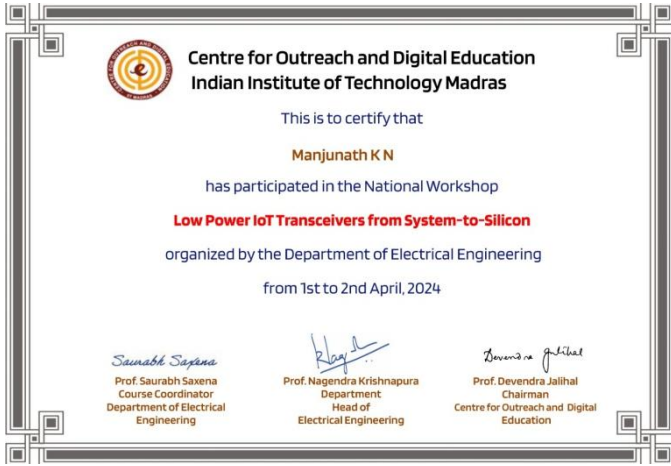 Centre for Outreach and Digital Education
Indian Institute of Technology Madras
This is to certify that
Manjunath K N
has participated in the National Workshop
Low Power IoT Transceivers from System-to-Silicon
organized by the Department of Electrical Engineering
from 1st to 2nd April, 2024
Saurabh Saxena
Prof. Saurabh Saxena
Course Coordinator
Department of Electrical
Engineering
Prof. Nagendra Krishnapura
Department
Head of
Electrical Engineering
Devendra Jalihal
Prof. Devendra Jalihal
Chairman
Centre for Outreach and Digital
Education